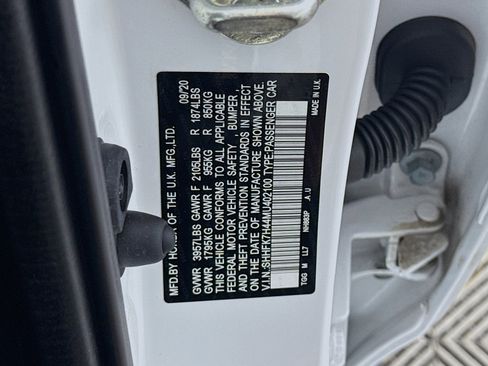 MFD.BY HONDA OF THE U.K. MFG.,LTD. 09/20
GVWR 3957LBS GAWR F 2105LBS R 1874LBS
GVWR 1795KG GAWR F 955KG R 850KG
THIS VEHICLE CONFORMS TO ALL APPLICABLE
FEDERAL MOTOR VEHICLE SAFETY , BUMPER ,
AND THEFT PREVENTION STANDARDS IN EFFECT
ON THE DATE OF MANUFACTURE SHOWN ABOVE.
V.I.N.:SHHFK7H44MU402100 TYPE:PASSENGER CAR
TGG M LL7 NH883P .A.U MADE IN U.K.